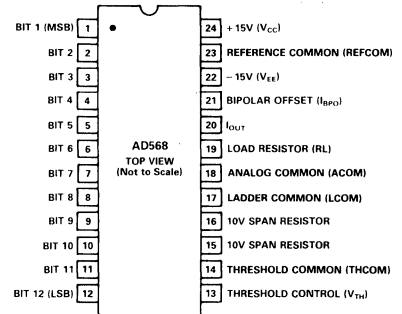 BIT 1 (MSB) 1 24 + 15V (VCC)
BIT 2 2 23 REFERENCE COMMON (REFCOM)
BIT 3 3 22 − 15V (VEE)
BIT 4 4 21 BIPOLAR OFFSET (IBPO)
BIT 5 5 20 IOUT
BIT 6 6 AD568 19 LOAD RESISTOR (RL)
TOP VIEW
BIT 7 7 (Not to Scale) 18 ANALOG COMMON (ACOM)
BIT 8 8 17 LADDER COMMON (LCOM)
BIT 9 9 16 10V SPAN RESISTOR
BIT 10 10 15 10V SPAN RESISTOR
BIT 11 11 14 THRESHOLD COMMON (THCOM)
BIT 12 (LSB) 12 13 THRESHOLD CONTROL (VTH)